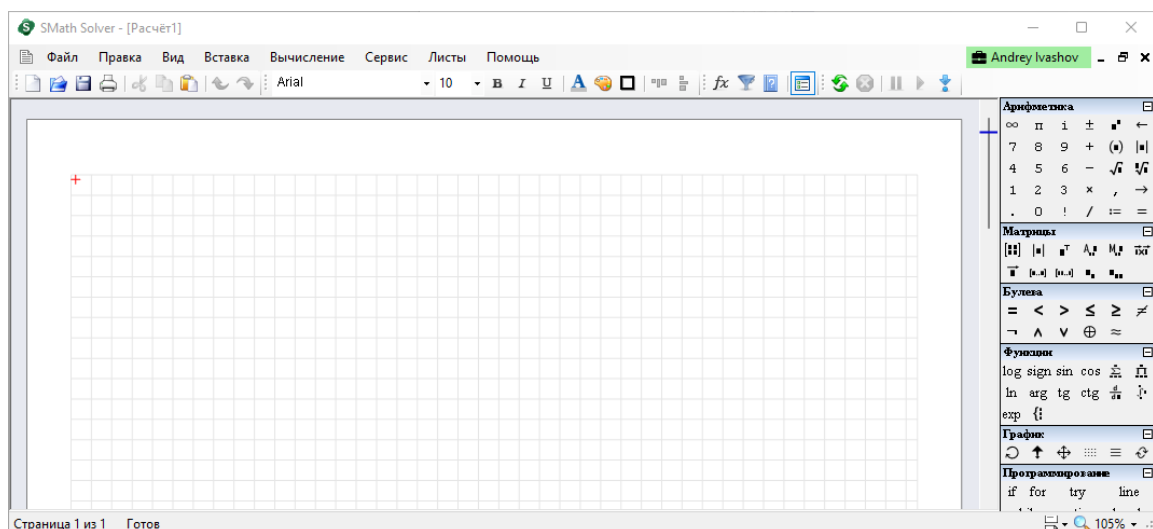 SMath Solver - [Расчёт1]
Файл Правка Вид Вставка Вычисление Сервис Листы Помощь Andrey Ivashov
Arial 10 B I U A fx
Арифметика
∞ π i ± ←
7 8 9 + (■) |■|
4 5 6 −
1 2 3 × , →
. 0 ! / := =
Матрицы
Булева
= < > ≤ ≥ ≠
¬ ∧ ∨ ⊕ ≈
Функции
log sign sin cos
ln arg tg ctg
exp
График
Программирование
if for try line
Страница 1 из 1 Готов 105%